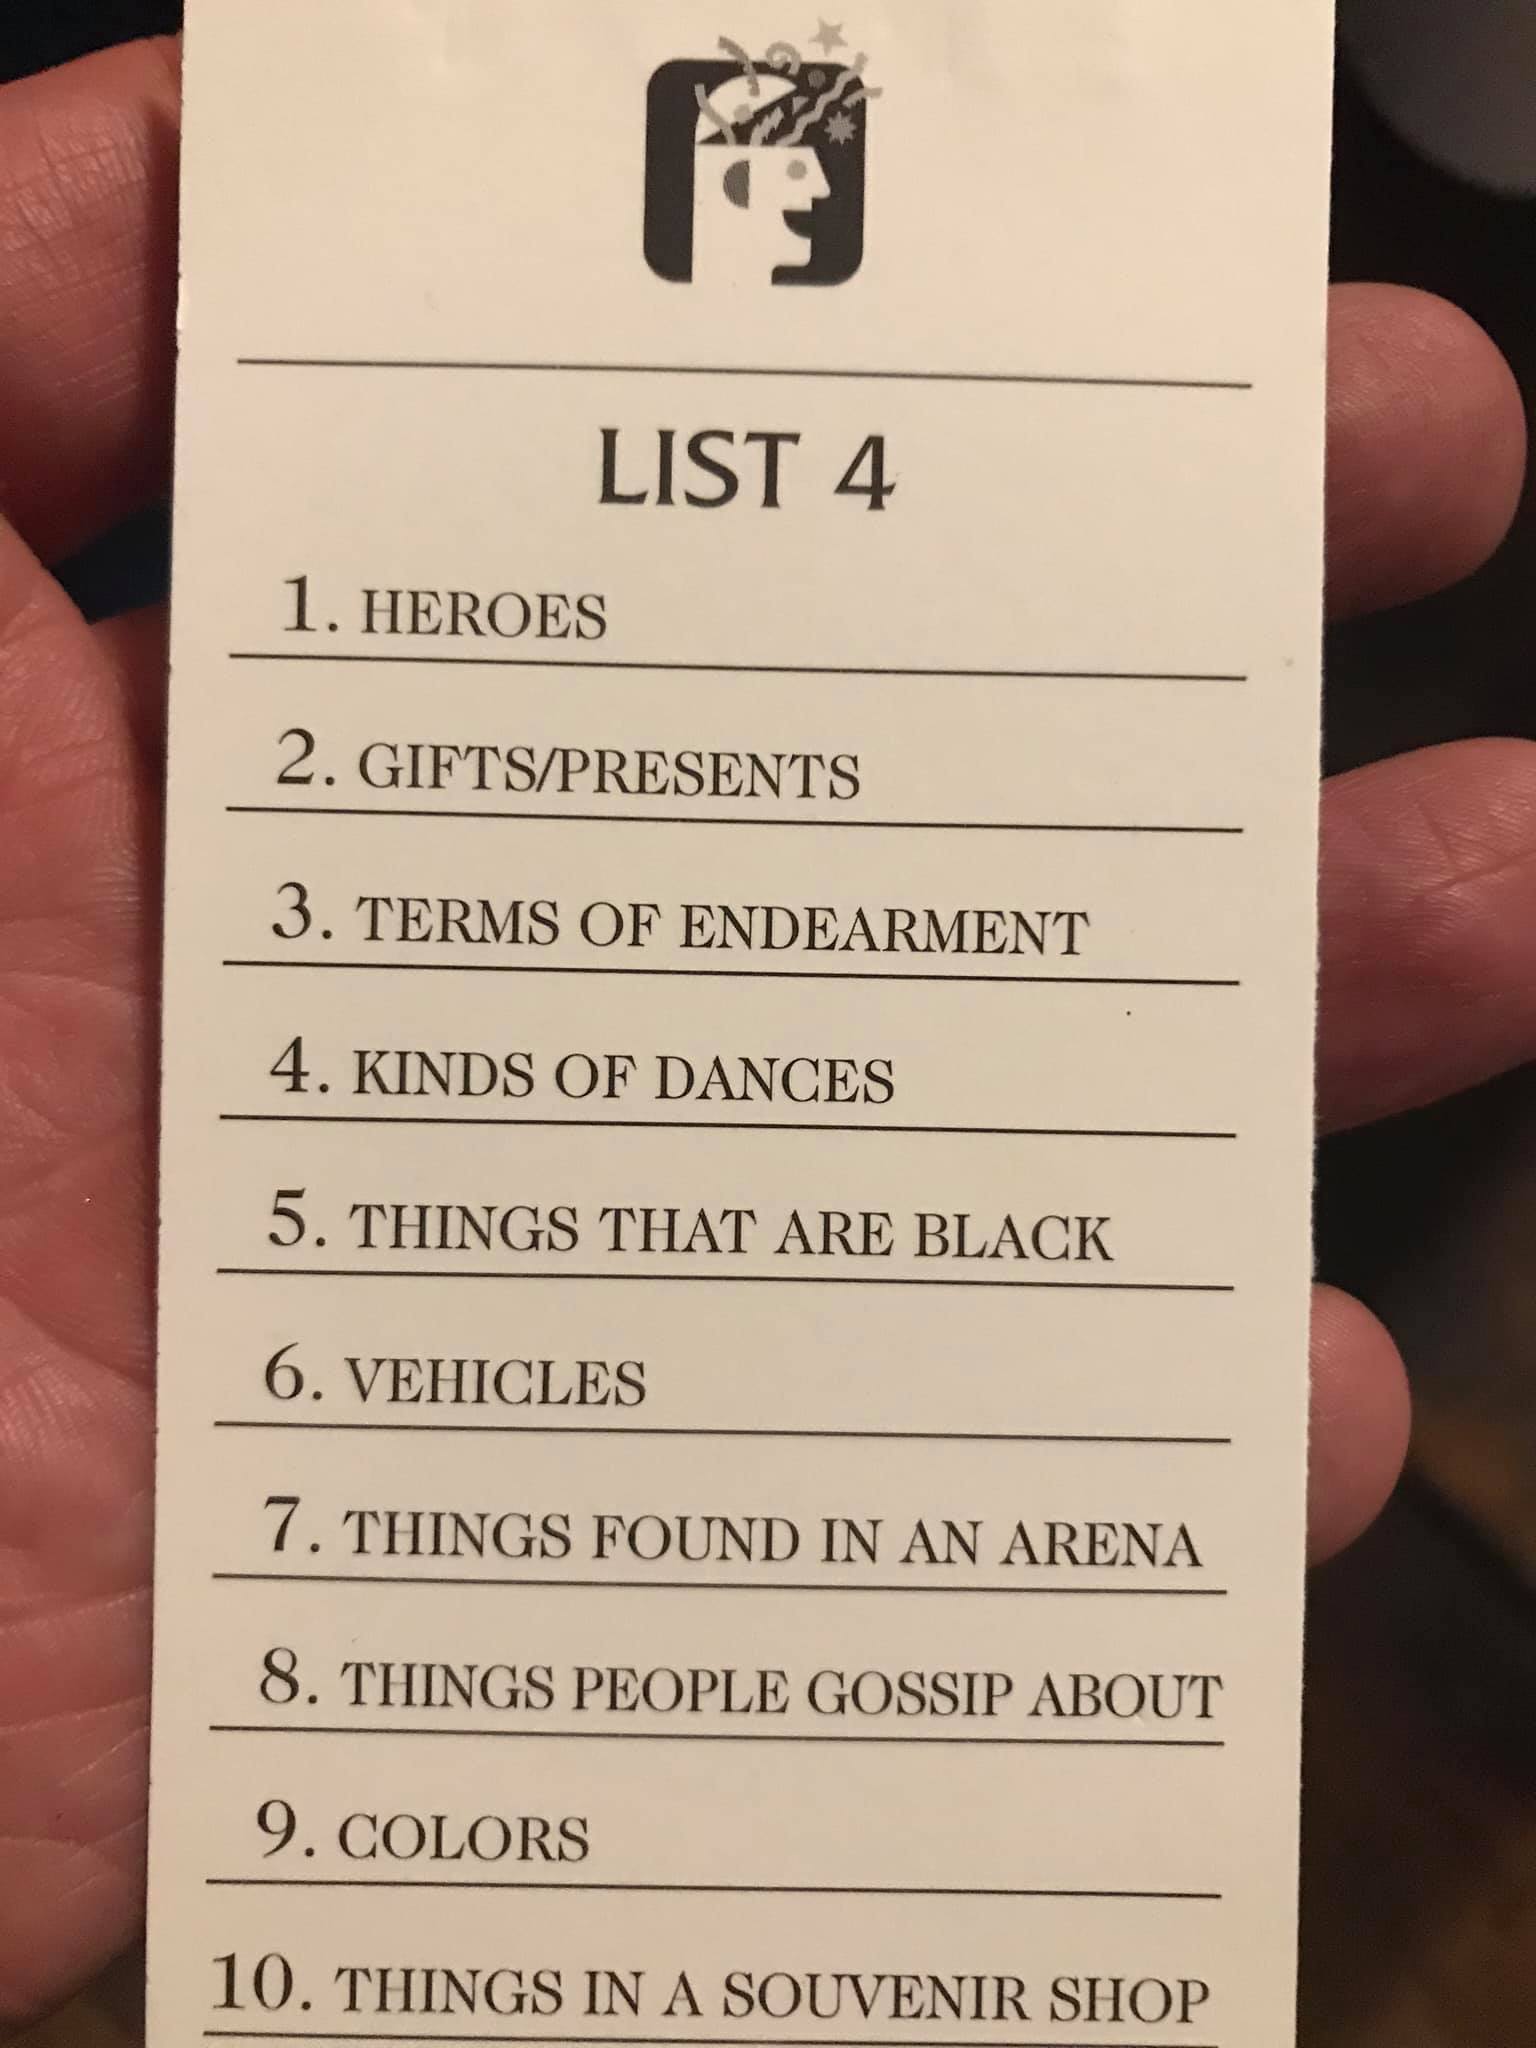 LIST 4
1. HEROES
2. GIFTS/PRESENTS
3. TERMS OF ENDEARMENT
4. KINDS OF DANCES
5. THINGS THAT ARE BLACK
6. VEHICLES
7. THINGS FOUND IN AN ARENA
8. THINGS PEOPLE GOSSIP ABOUT
9. COLORS
10. THINGS IN A SOUVENIR SHOP